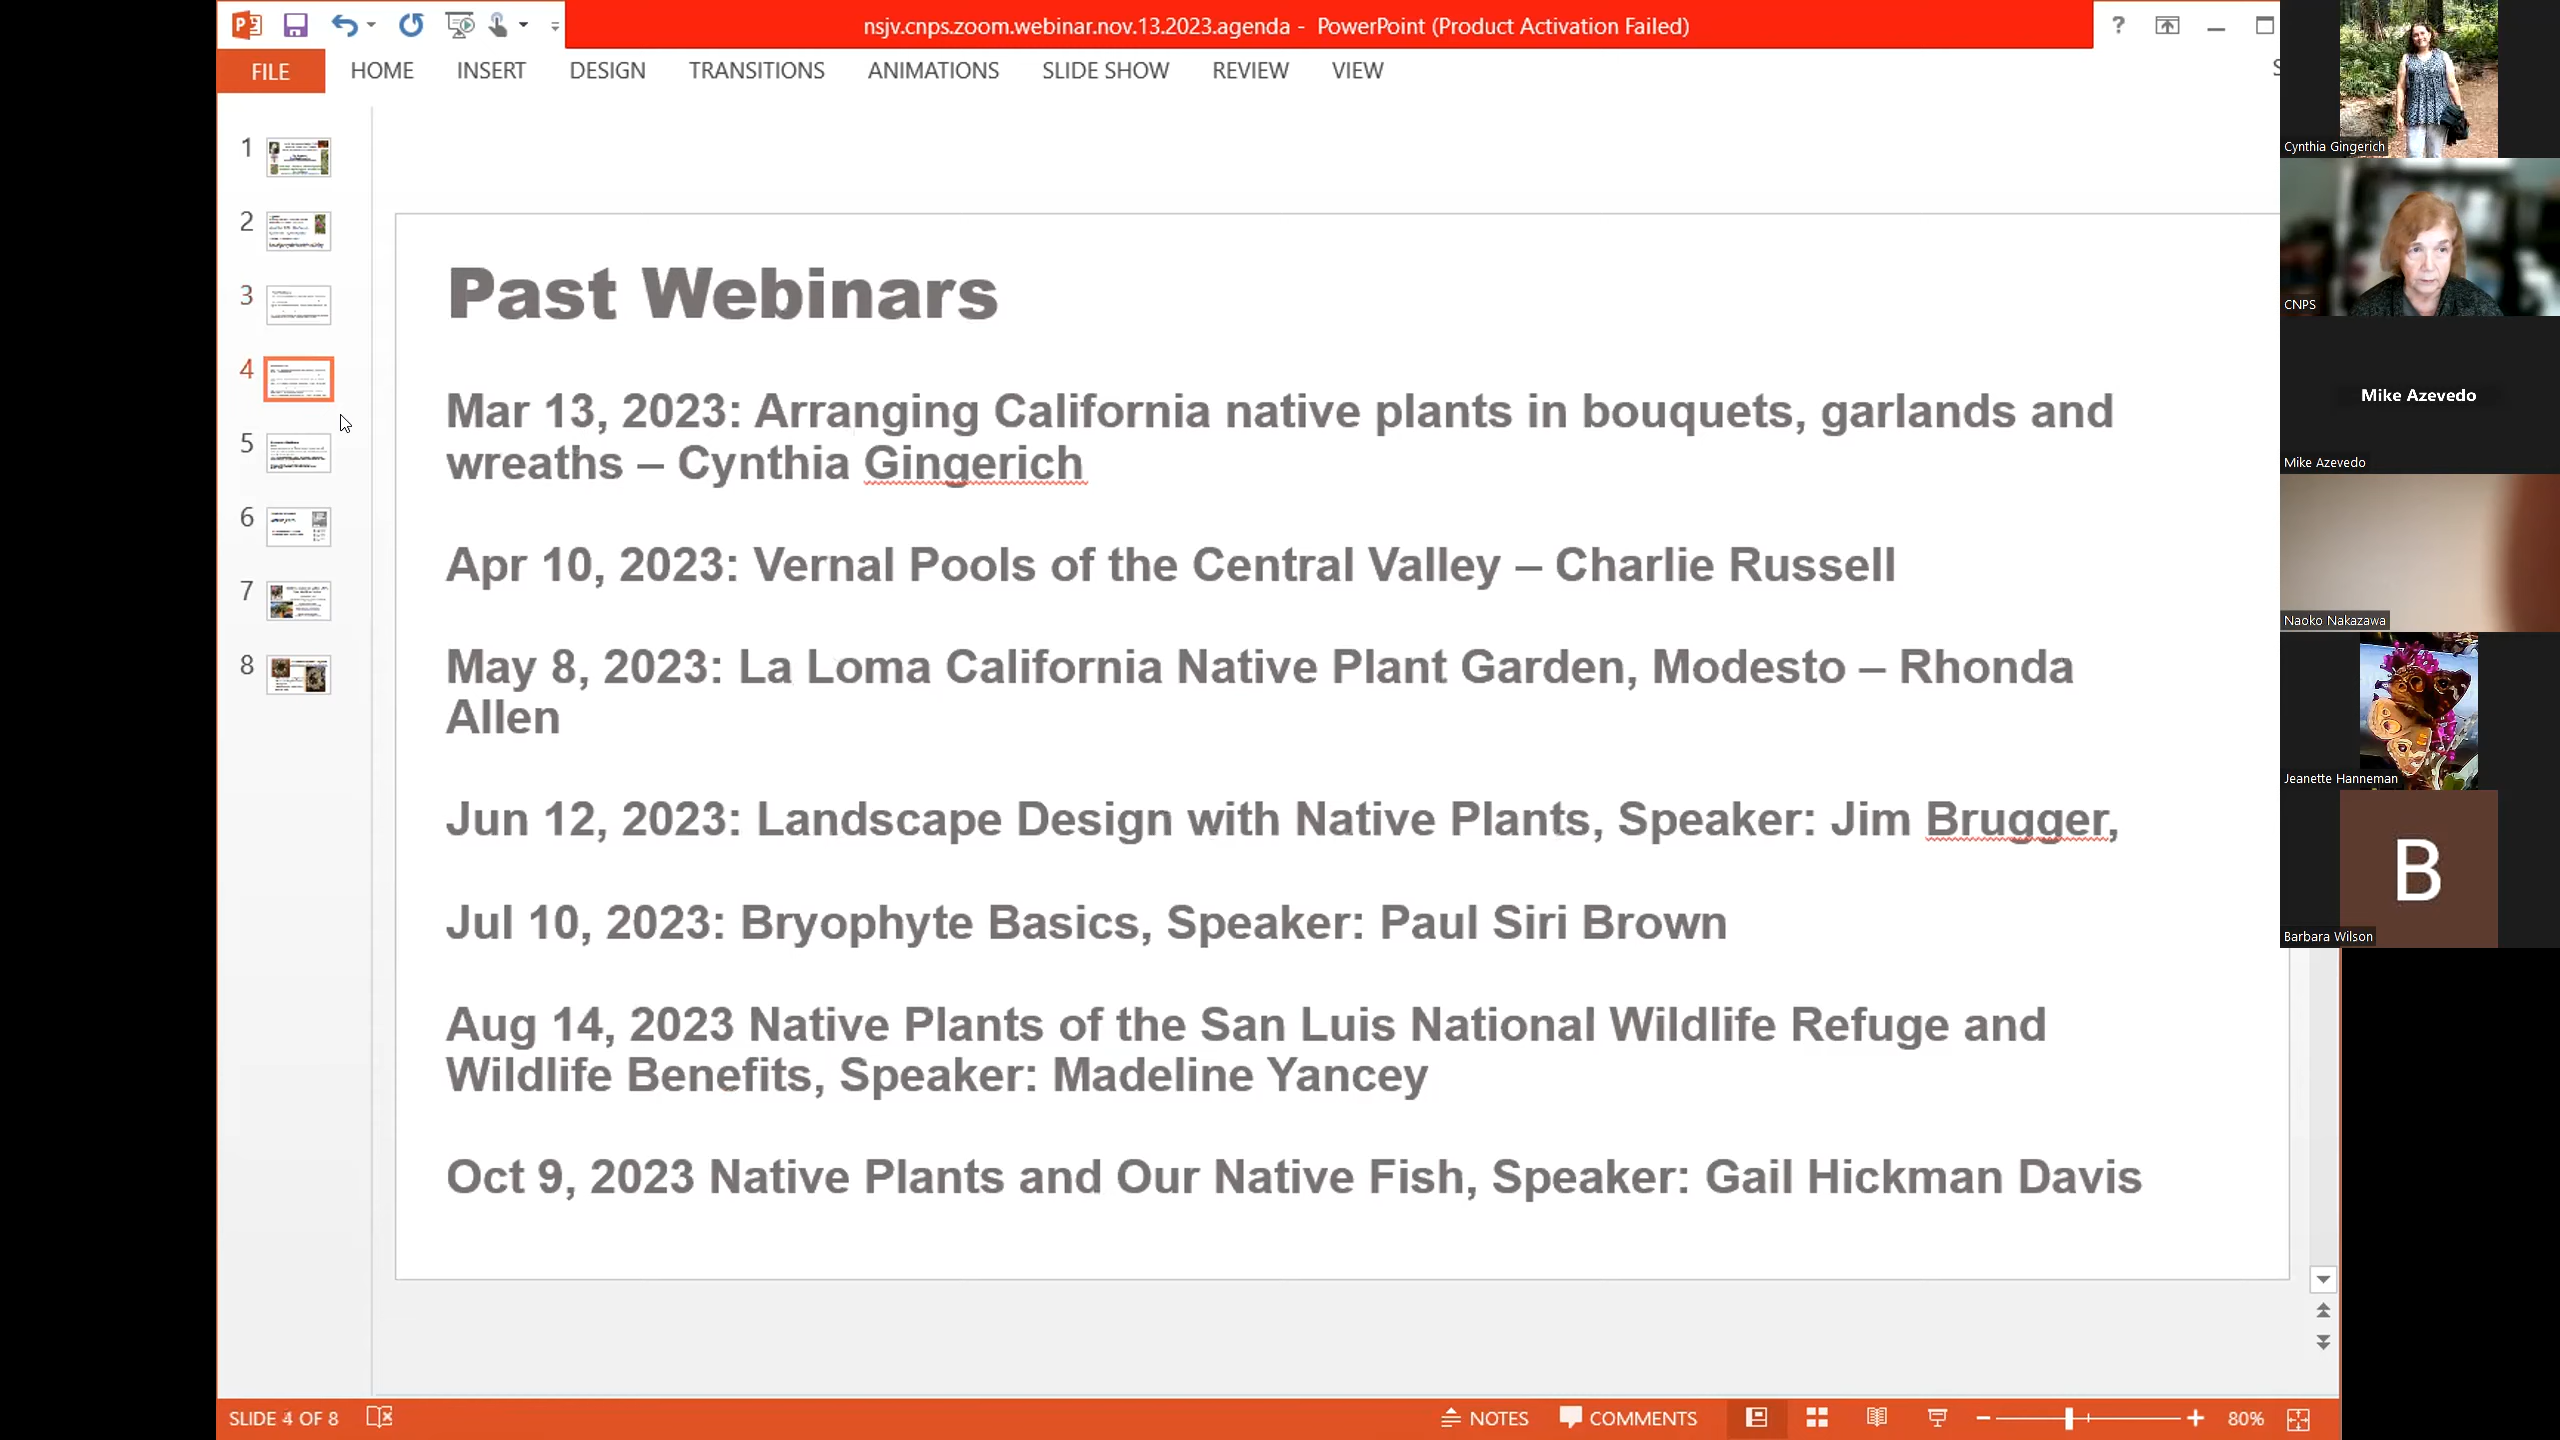 nsjv.cnps.zoom.webinar.nov.13.2023.agenda - PowerPoint (Product Activation Failed)
?
FILE HOME INSERT DESIGN TRANSITIONS ANIMATIONS SLIDE SHOW REVIEW VIEW
1
2
3
4
5
6
7
8
Past Webinars
Mar 13, 2023: Arranging California native plants in bouquets, garlands and
wreaths – Cynthia Gingerich
Apr 10, 2023: Vernal Pools of the Central Valley – Charlie Russell
May 8, 2023: La Loma California Native Plant Garden, Modesto – Rhonda
Allen
Jun 12, 2023: Landscape Design with Native Plants, Speaker: Jim Brugger,
Jul 10, 2023: Bryophyte Basics, Speaker: Paul Siri Brown
Aug 14, 2023 Native Plants of the San Luis National Wildlife Refuge and
Wildlife Benefits, Speaker: Madeline Yancey
Oct 9, 2023 Native Plants and Our Native Fish, Speaker: Gail Hickman Davis
Cynthia Gingerich
CNPS
Mike Azevedo
Mike Azevedo
Naoko Nakazawa
Jeanette Hanneman
B
Barbara Wilson
SLIDE 4 OF 8 NOTES COMMENTS 80%